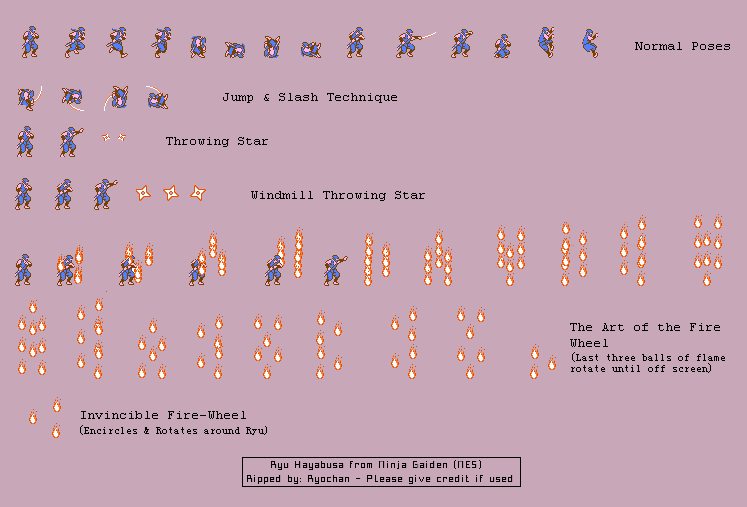 Normal Poses
Jump & Slash Technique
Throwing Star
Windmill Throwing Star
The Art of the Fire
Wheel
(Last three balls of flame
rotate until off screen)
Invincible Fire-Wheel
(Encircles & Rotates around Ryu)
Ryu Hayabusa from Ninja Gaiden (NES)
Ripped by: Ryochan - Please give credit if used